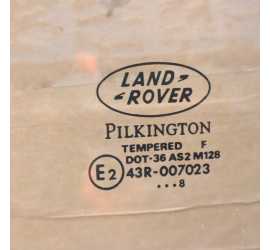 LAND
ROVER
PILKINGTON
TEMPERED F
DOT-36 AS2 M128
E2 43R-007023
...8